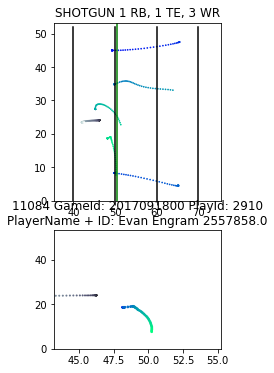 SHOTGUN 1 RB, 1 TE, 3 WR
50
40
30
20
10
0
40 50 60 70
11084 GameId: 2017091800 PlayId: 2910
PlayerName + ID: Evan Engram 2557858.0
40
20
0
45.0 47.5 50.0 52.5 55.0